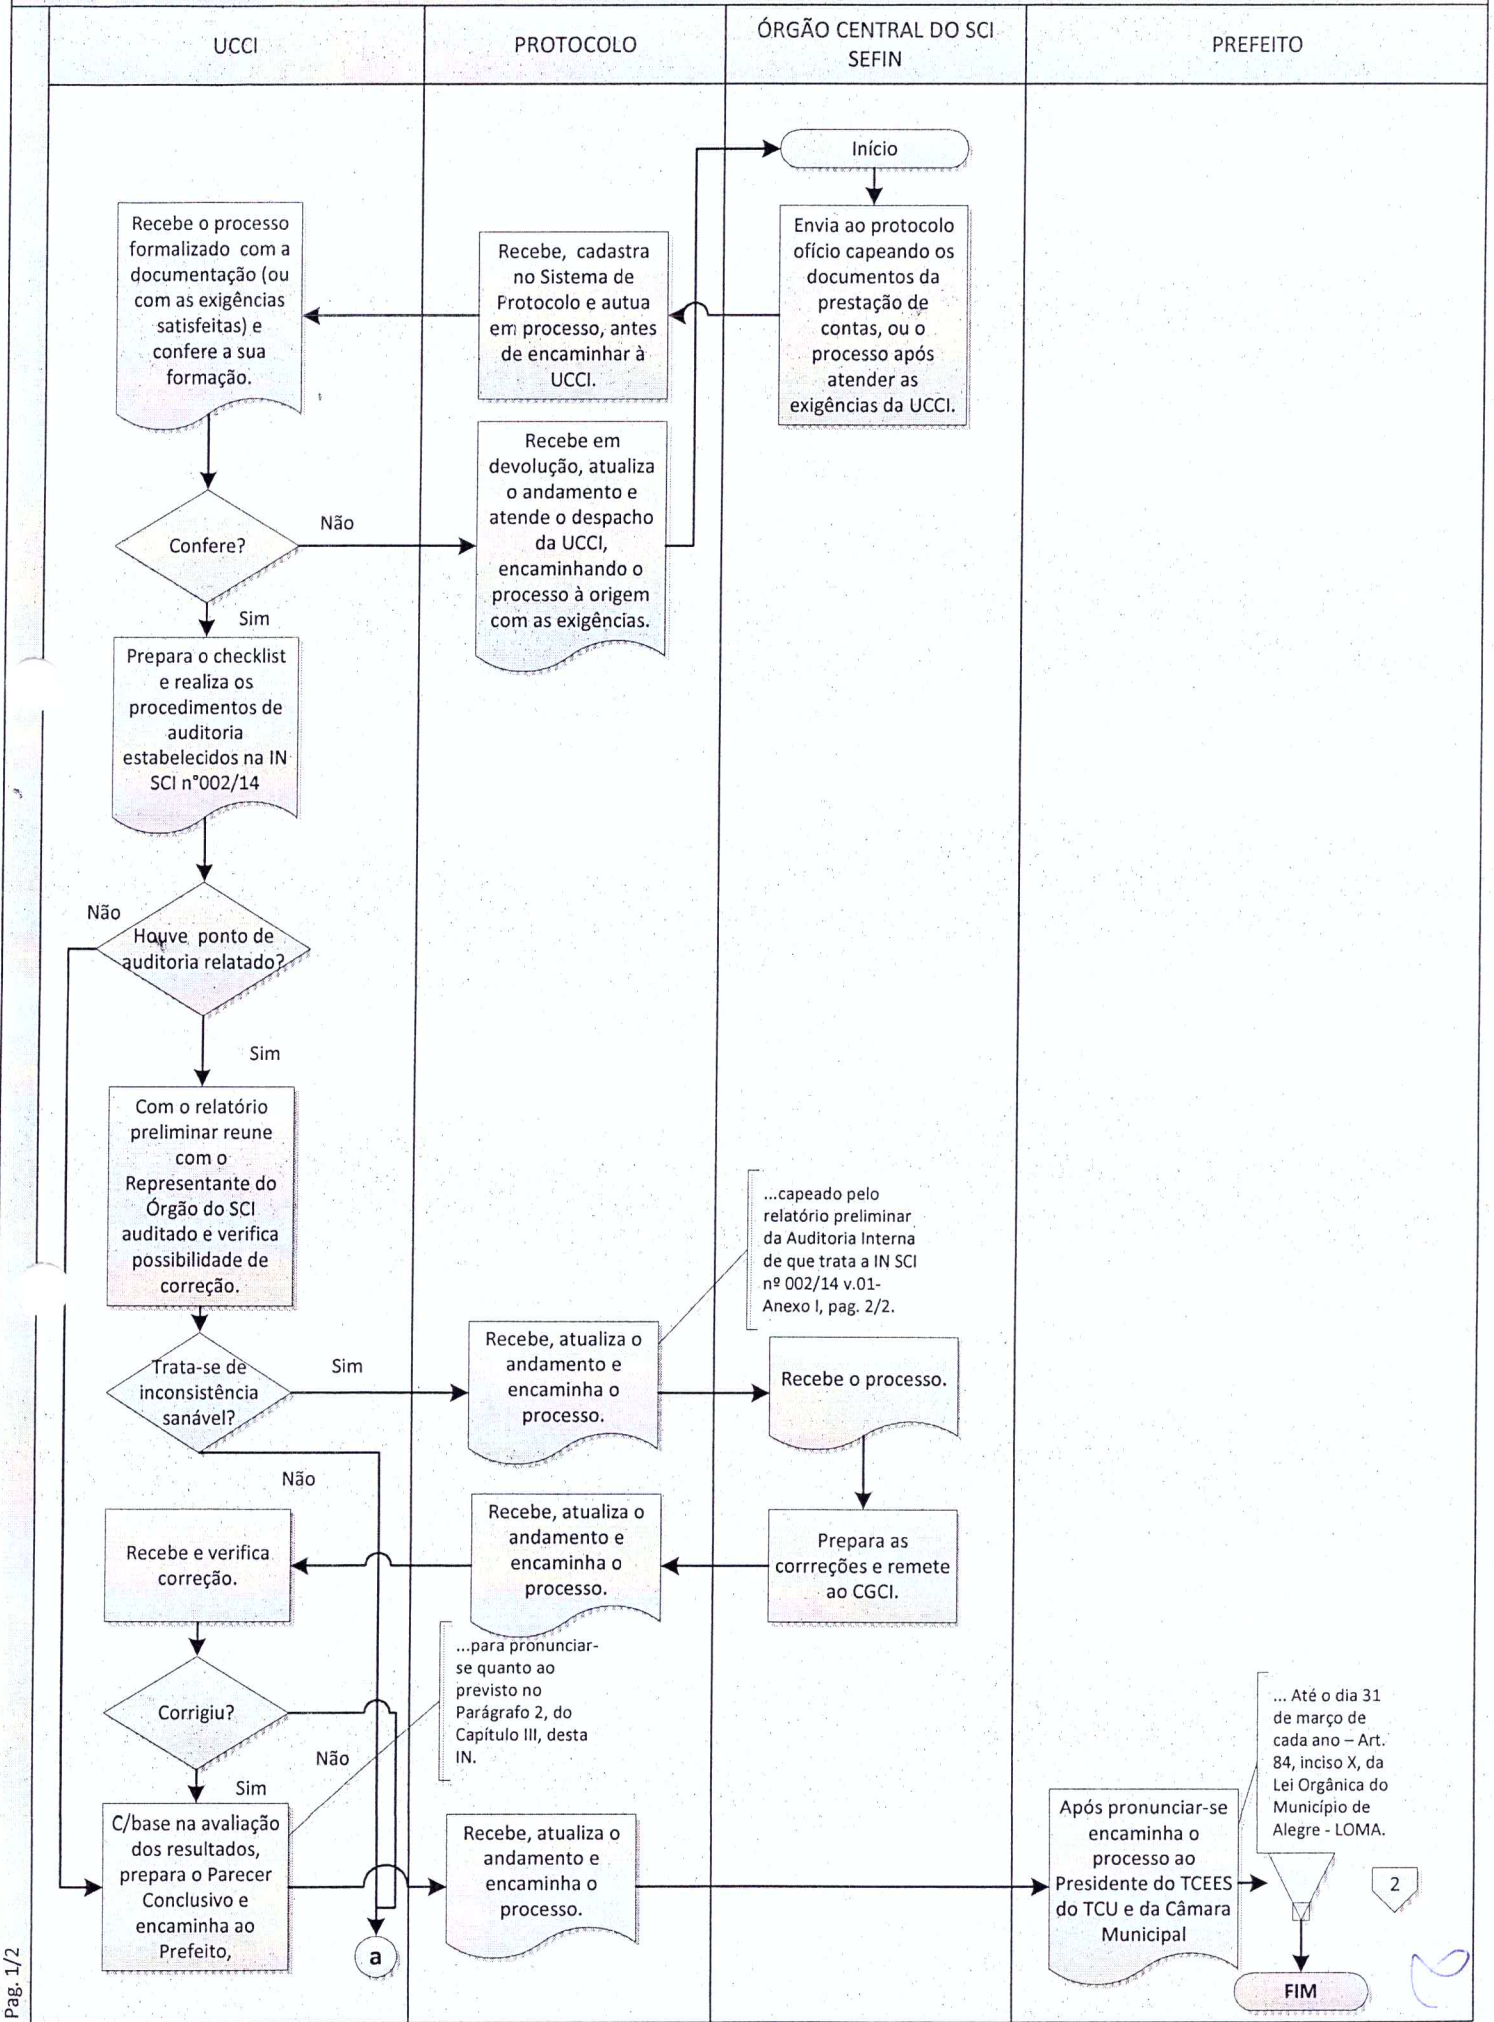 UCCI
PROTOCOLO
ÓRGÃO CENTRAL DO SCI
SEFIN
PREFEITO
Início
Envia ao protocolo
ofício capeando os
documentos da
prestação de
contas, ou o
processo após
atender as
exigências da UCCI.
Recebe, cadastra
no Sistema de
Protocolo e autua
em processo, antes
de encaminhar à
UCCI.
Recebe o processo
formalizado com a
documentação (ou
com as exigências
satisfeitas) e
confere a sua
formação.
Confere?
Não
Recebe em
devolução, atualiza
o andamento e
atende o despacho
da UCCI,
encaminhando o
processo à origem
com as exigências.
Sim
Prepara o checklist
e realiza os
procedimentos de
auditoria
estabelecidos na IN
SCI n°002/14
Não
Houve ponto de
auditoria relatado?
Sim
Com o relatório
preliminar reune
com o
Representante do
Órgão do SCI
auditado e verifica
possibilidade de
correção.
Trata-se de
inconsistência
sanável?
Sim
Recebe, atualiza o
andamento e
encaminha o
processo.
...capeado pelo
relatório preliminar
da Auditoria Interna
de que trata a IN SCI
nº 002/14 v.01-
Anexo I, pag. 2/2.
Recebe o processo.
Não
Prepara as
corrreções e remete
ao CGCI.
Recebe, atualiza o
andamento e
encaminha o
processo.
Recebe e verifica
correção.
Corrigiu?
Não
Sim
...para pronunciar-
se quanto ao
previsto no
Parágrafo 2, do
Capítulo III, desta
IN.
C/base na avaliação
dos resultados,
prepara o Parecer
Conclusivo e
encaminha ao
Prefeito,
a
Recebe, atualiza o
andamento e
encaminha o
processo.
Após pronunciar-se
encaminha o
processo ao
Presidente do TCEES
do TCU e da Câmara
Municipal
... Até o dia 31
de março de
cada ano – Art.
84, inciso X, da
Lei Orgânica do
Município de
Alegre - LOMA.
2
FIM
Pag. 1/2